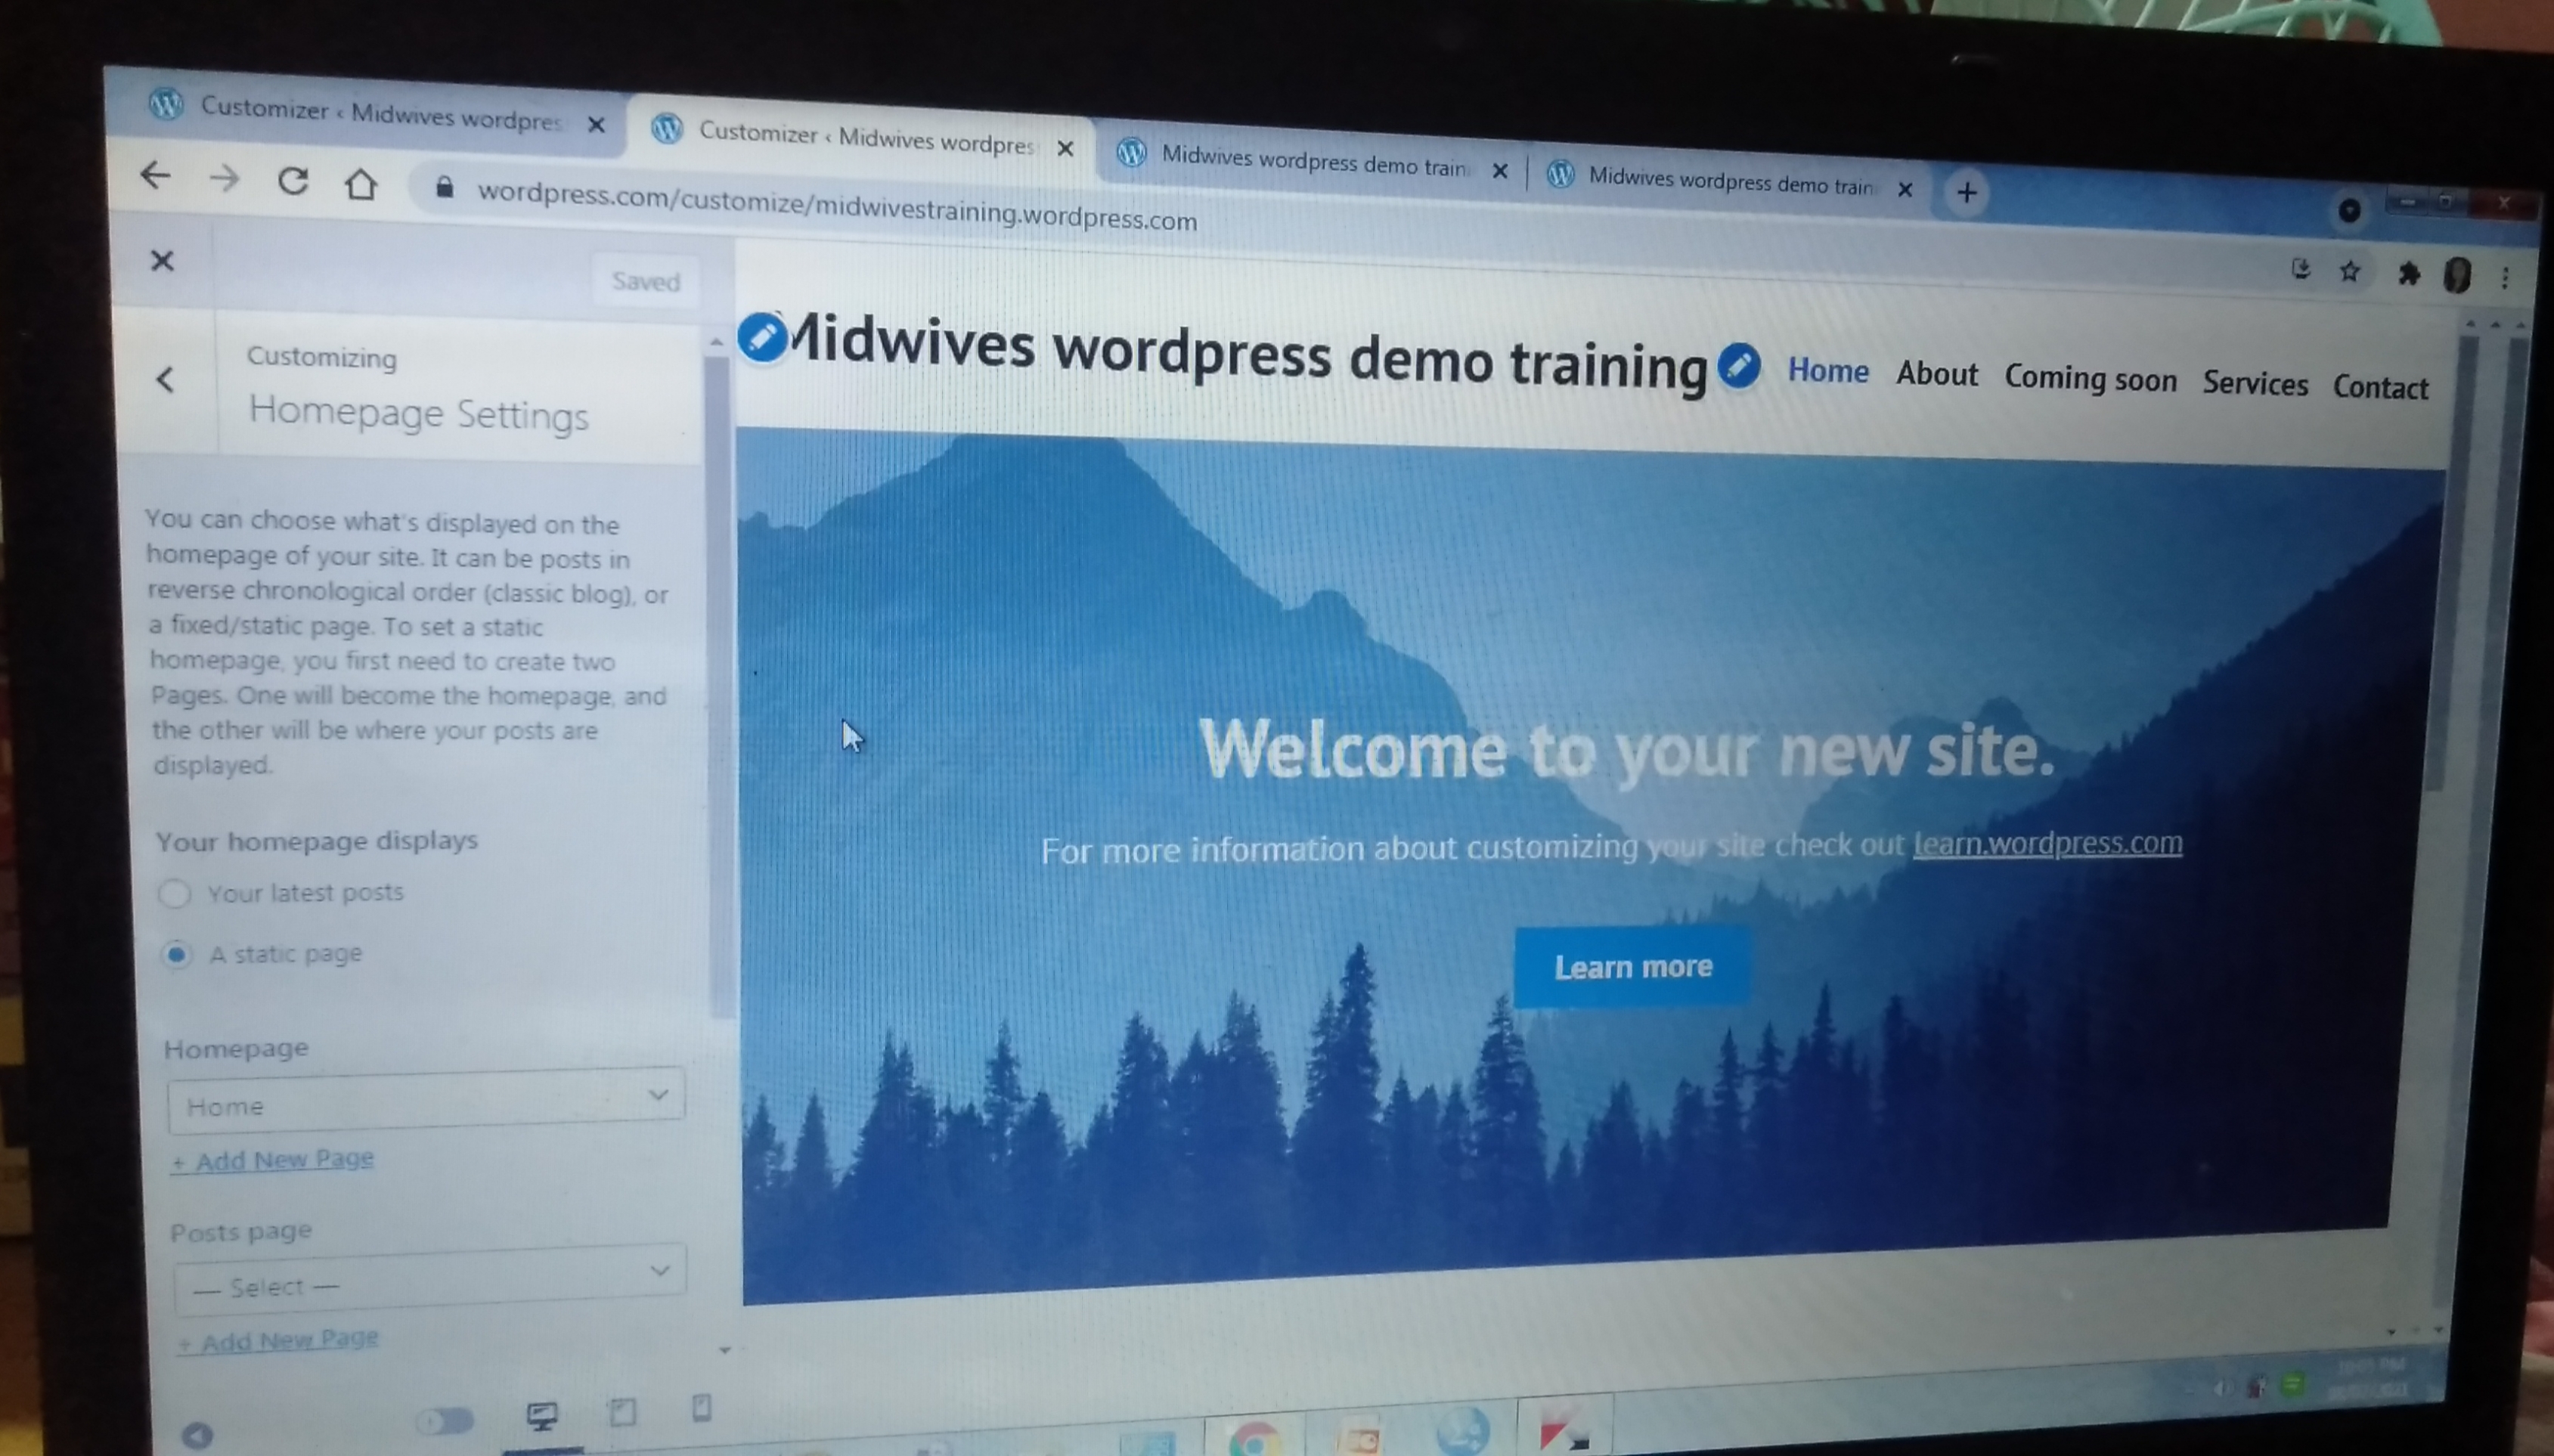 Customizer ‹ Midwives wordpres
Customizer ‹ Midwives wordpres
Midwives wordpress demo train
Midwives wordpress demo train
wordpress.com/customize/midwivestraining.wordpress.com
Saved
Customizing
Homepage Settings
You can choose what's displayed on the
homepage of your site. It can be posts in
reverse chronological order (classic blog), or
a fixed/static page. To set a static
homepage, you first need to create two
Pages. One will become the homepage, and
the other will be where your posts are
displayed.
Your homepage displays
Your latest posts
A static page
Homepage
Home
+ Add New Page
Posts page
— Select —
+ Add New Page
Midwives wordpress demo training
Home About Coming soon Services Contact
Welcome to your new site.
For more information about customizing your site check out learn.wordpress.com
Learn more